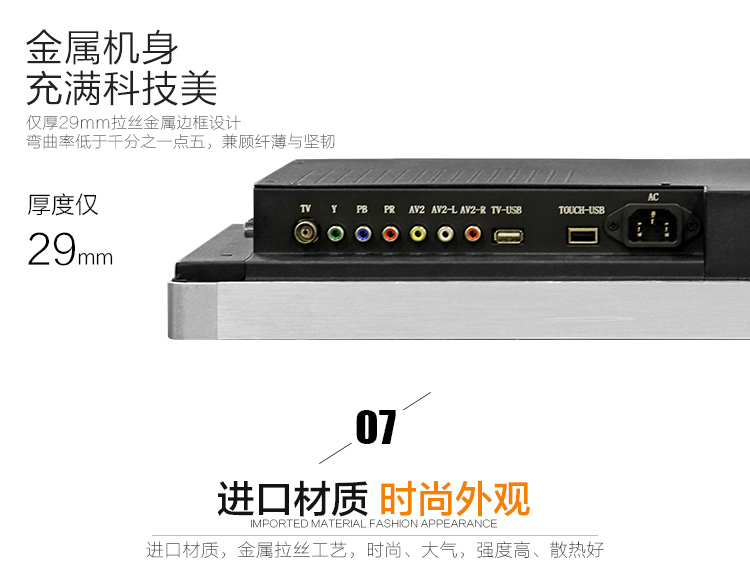 金属机身
充满科技美
仅厚29mm拉丝金属边框设计
弯曲率低于千分之一点五，兼顾纤薄与坚韧
厚度仅
29mm
TV Y PB PR AV2 AV2-L AV2-R TV-USB TOUCH-USB AC
07
进口材质 时尚外观
IMPORTED MATERIAL FASHION APPEARANCE
进口材质，金属拉丝工艺，时尚、大气，强度高、散热好